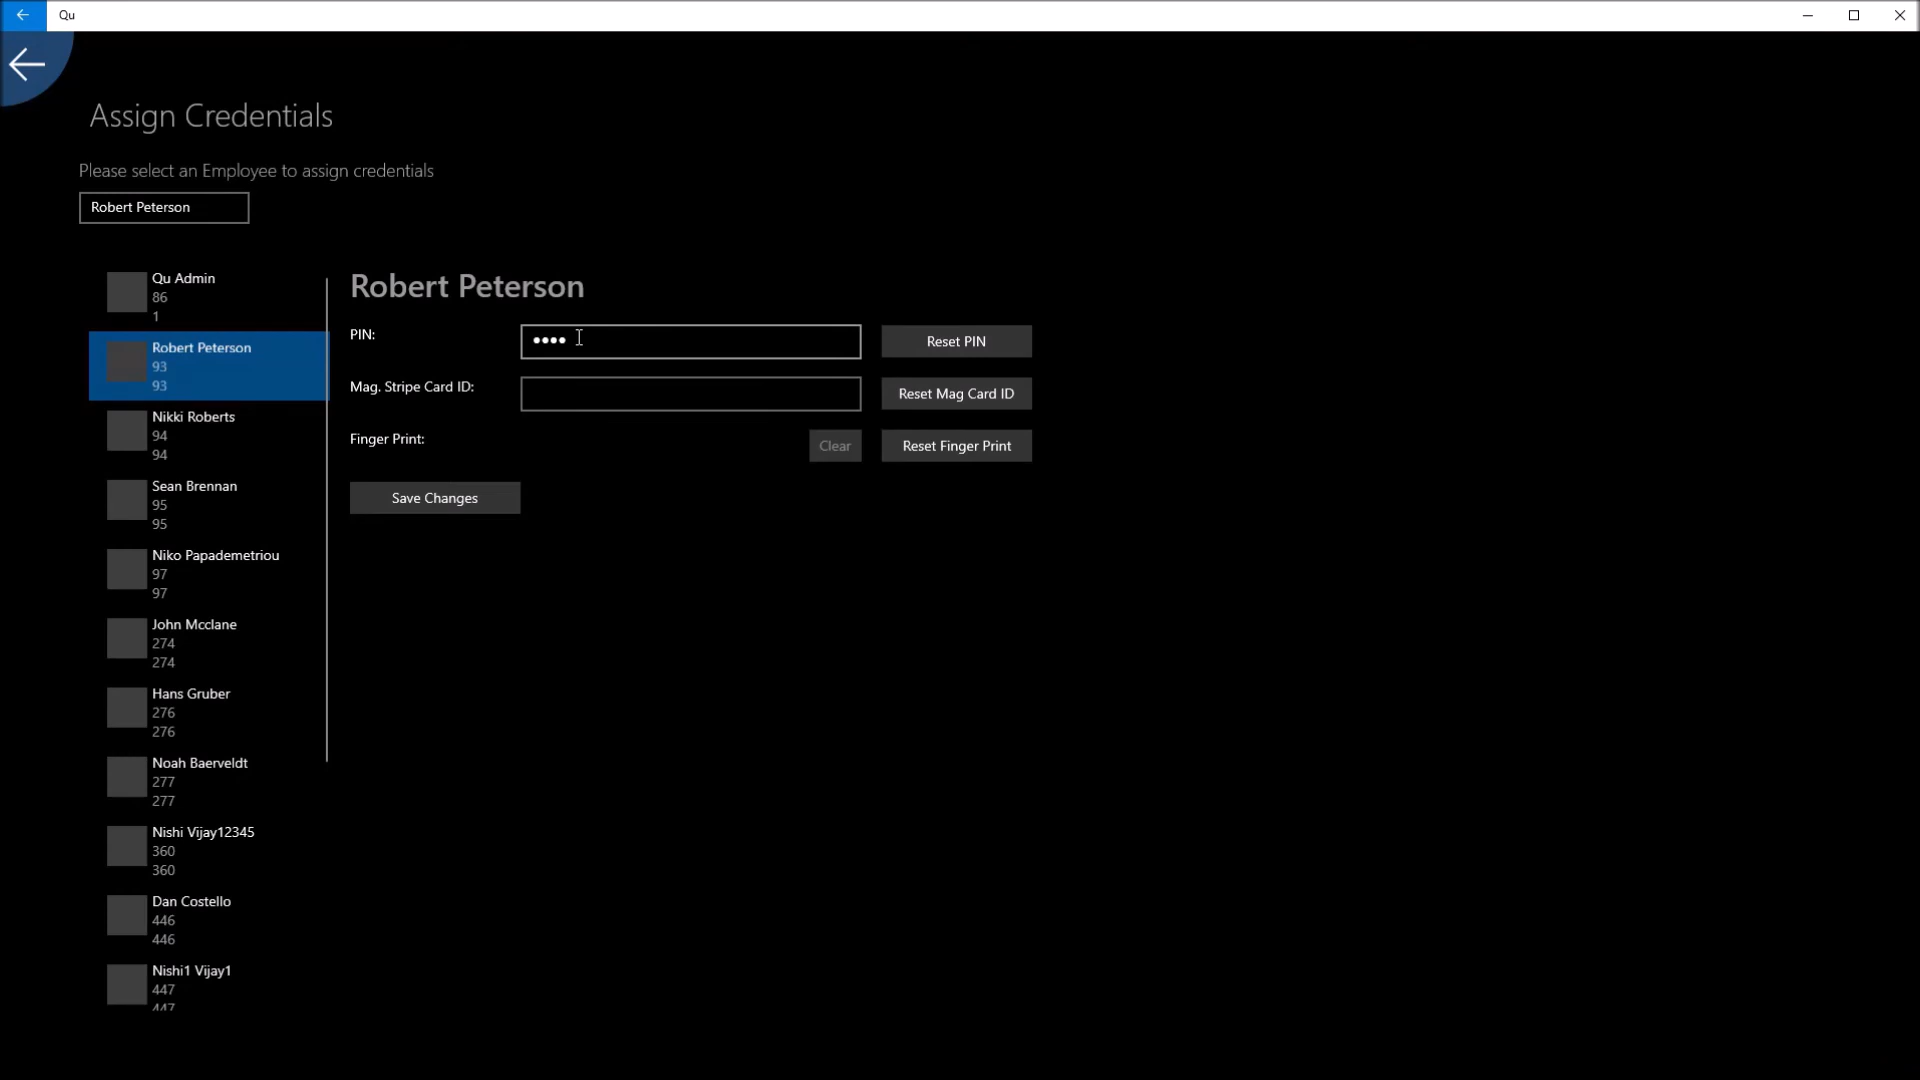 Qu
Assign Credentials
Please select an Employee to assign credentials
Robert Peterson
Qu Admin
86
1
Robert Peterson
93
93
Nikki Roberts
94
94
Sean Brennan
95
95
Niko Papademetriou
97
97
John Mcclane
274
274
Hans Gruber
276
276
Noah Baerveldt
277
277
Nishi Vijay12345
360
360
Dan Costello
446
446
Nishi1 Vijay1
447
447
Robert Peterson
PIN: •••• Reset PIN
Mag. Stripe Card ID: Reset Mag Card ID
Finger Print: Clear Reset Finger Print
Save Changes